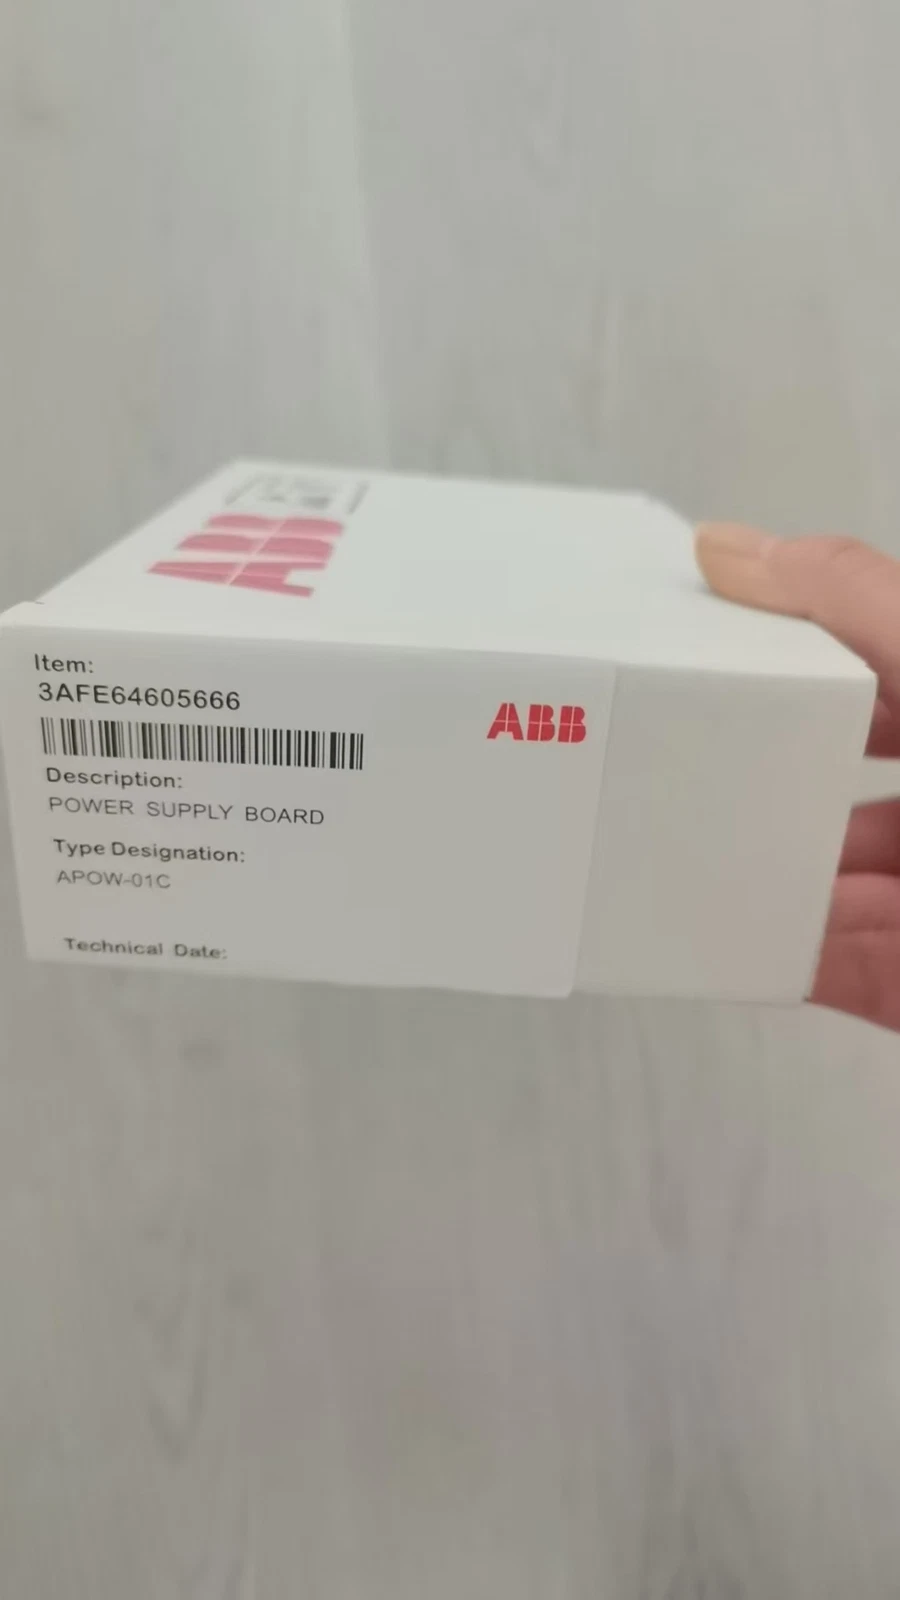 ABB
Item:
3AFE64605666
ABB
Description:
POWER SUPPLY BOARD
Type Designation:
APOW-01C
Technical Date: